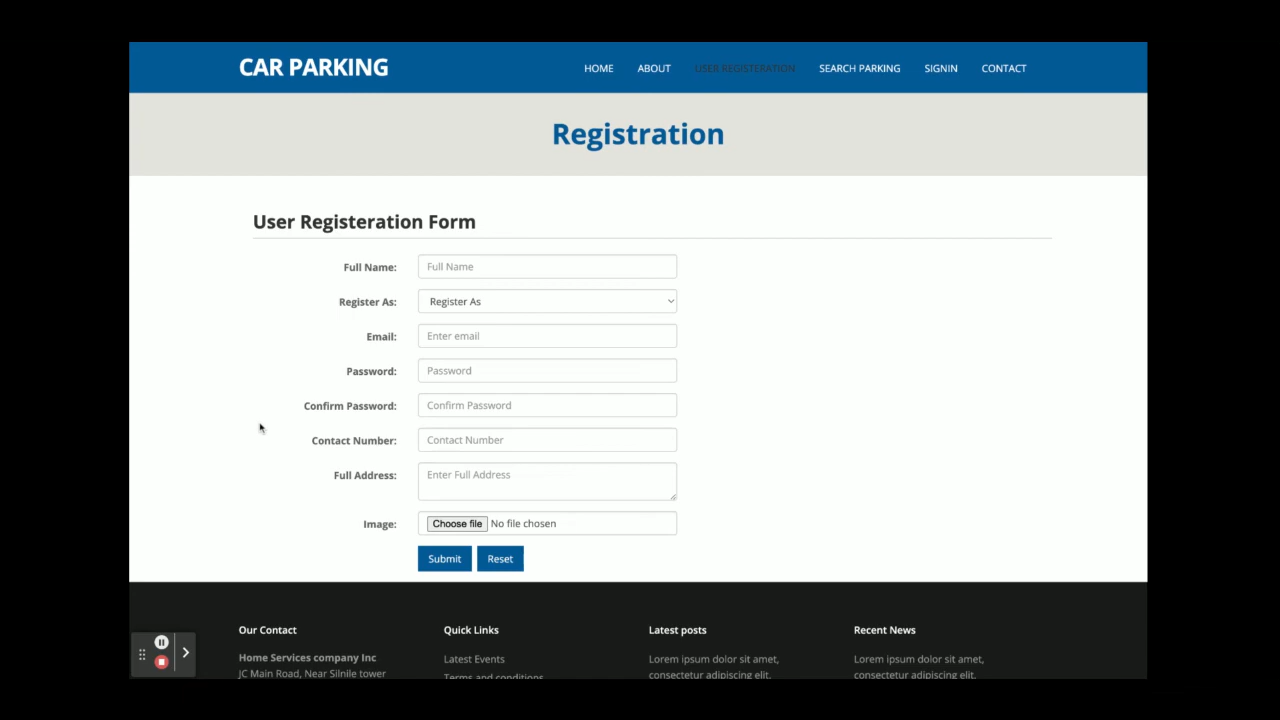 CAR PARKING
HOME ABOUT USER REGISTERATION SEARCH PARKING SIGNIN CONTACT
Registration
User Registeration Form
Full Name: Full Name
Register As: Register As
Email: Enter email
Password: Password
Confirm Password: Confirm Password
Contact Number: Contact Number
Full Address: Enter Full Address
Image: Choose file No file chosen
Submit Reset
Our Contact Quick Links Latest posts Recent News
Home Services company Inc Latest Events Lorem ipsum dolor sit amet, Lorem ipsum dolor sit amet,
JC Main Road, Near Silnile tower Terms and conditions consectetur adipiscing elit. consectetur adipiscing elit.